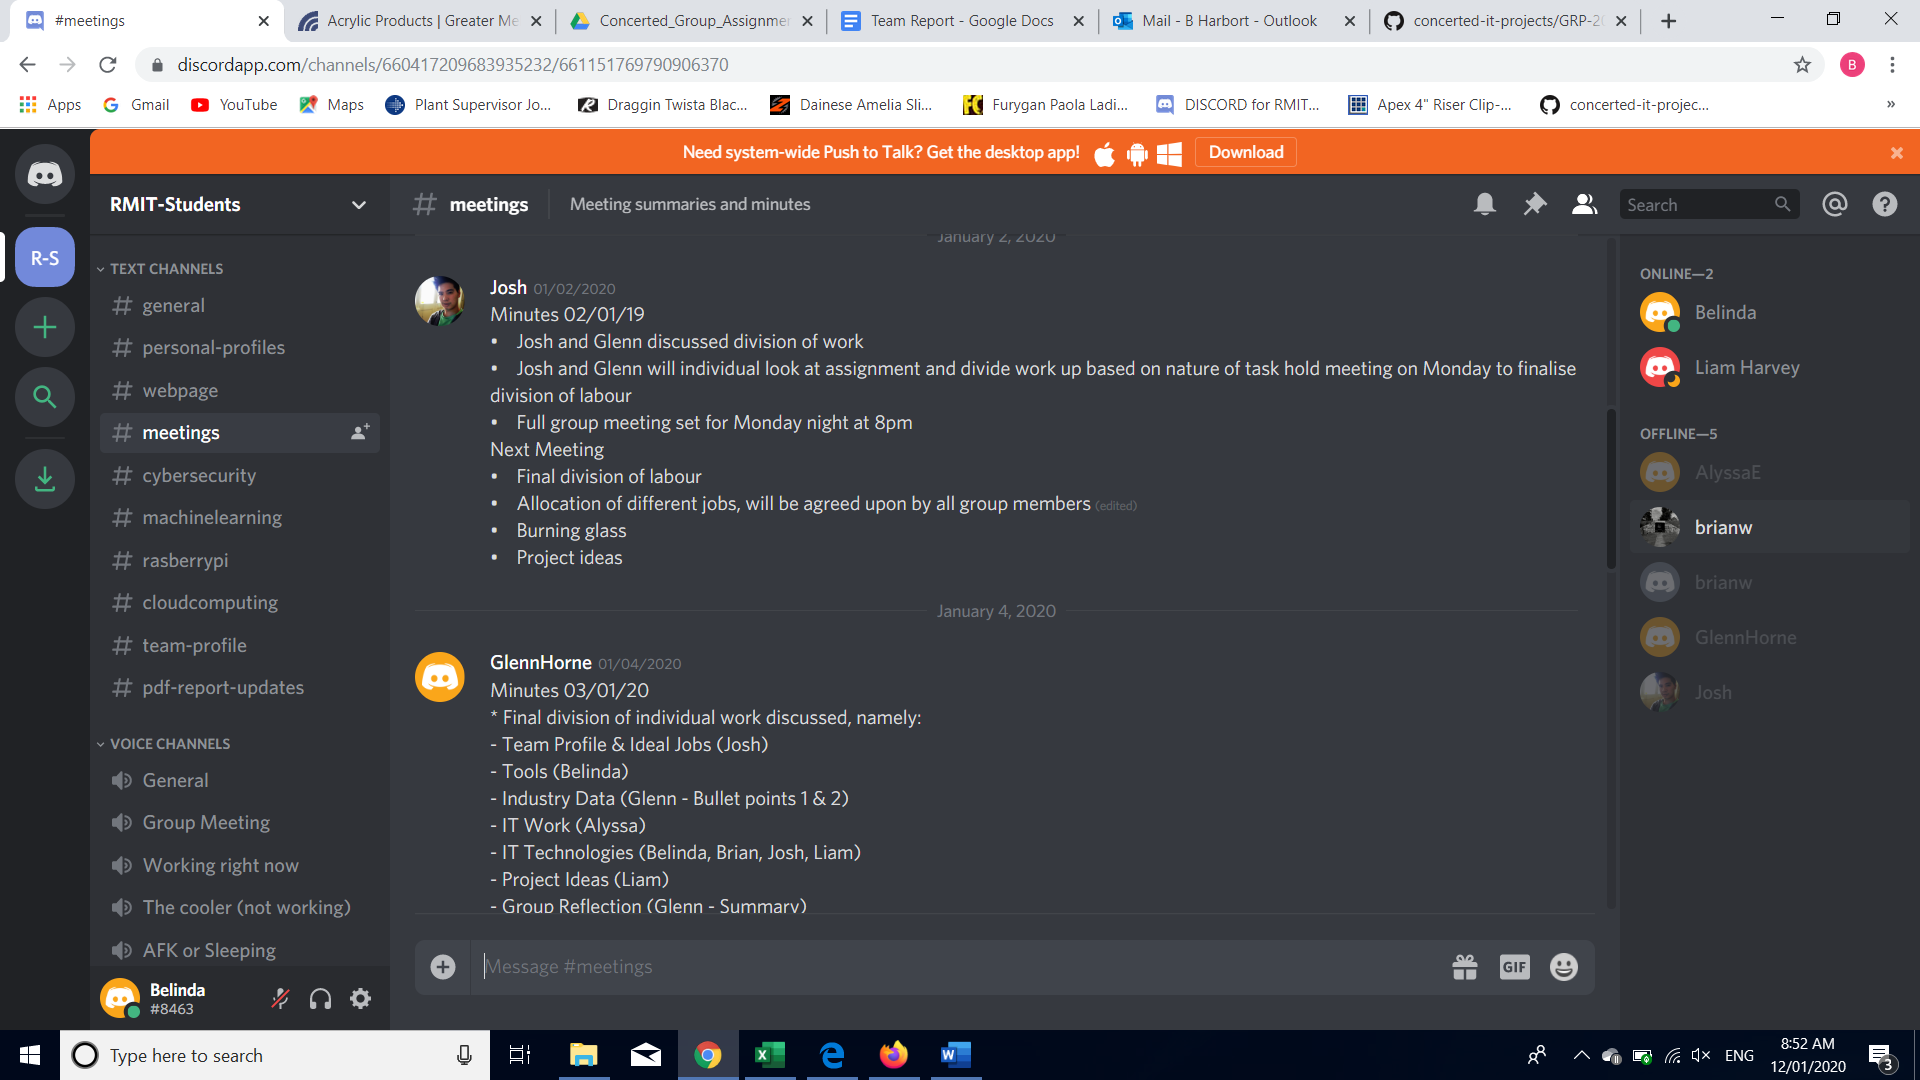 #meetings
Acrylic Products | Greater Me
Concerted_Group_Assignme
Team Report - Google Docs
Mail - B Harbort - Outlook
concerted-it-projects/GRP-20
discordapp.com/channels/660417209683935232/661151769790906370
B
Apps
Gmail
YouTube
Maps
Plant Supervisor Jo...
Draggin Twista Blac...
Dainese Amelia Sli...
Furygan Paola Ladi...
DISCORD for RMIT...
Apex 4" Riser Clip-...
concerted-it-projec...
»
Need system-wide Push to Talk? Get the desktop app!
Download
RMIT-Students
# meetings
Meeting summaries and minutes
Search
R-S
TEXT CHANNELS
# general
# personal-profiles
# webpage
# meetings
# cybersecurity
# machinelearning
# rasberrypi
# cloudcomputing
# team-profile
# pdf-report-updates
VOICE CHANNELS
General
Group Meeting
Working right now
The cooler (not working)
AFK or Sleeping
Belinda
#8463
January 2, 2020
Josh 01/02/2020
Minutes 02/01/19
• Josh and Glenn discussed division of work
• Josh and Glenn will individual look at assignment and divide work up based on nature of task hold meeting on Monday to finalise
division of labour
• Full group meeting set for Monday night at 8pm
Next Meeting
• Final division of labour
• Allocation of different jobs, will be agreed upon by all group members (edited)
• Burning glass
• Project ideas
January 4, 2020
GlennHorne 01/04/2020
Minutes 03/01/20
* Final division of individual work discussed, namely:
- Team Profile & Ideal Jobs (Josh)
- Tools (Belinda)
- Industry Data (Glenn - Bullet points 1 & 2)
- IT Work (Alyssa)
- IT Technologies (Belinda, Brian, Josh, Liam)
- Project Ideas (Liam)
- Group Reflection (Glenn - Summary)
Message #meetings
GIF
ONLINE—2
Belinda
Liam Harvey
OFFLINE—5
AlyssaE
brianw
brianw
GlennHorne
Josh
Type here to search
ENG
8:52 AM
12/01/2020
3